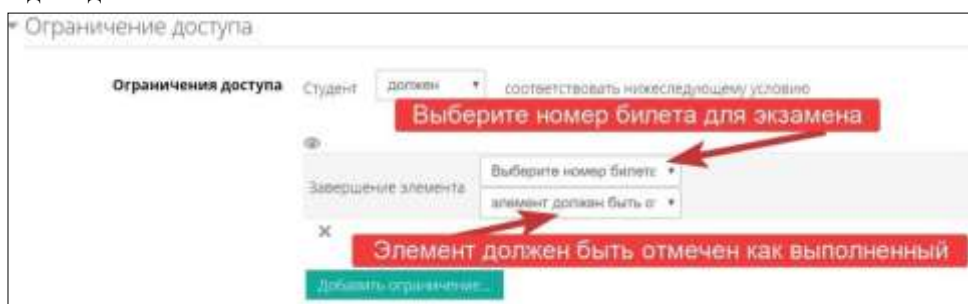 Ограничение доступа
Ограничения доступа Студент должен соответствовать нижеследующему условию
Выберите номер билета для экзамена
Выберите номер билетс
Завершение элемента
элемент должен быть о
Элемент должен быть отмечен как выполненный
Добавить ограничение...